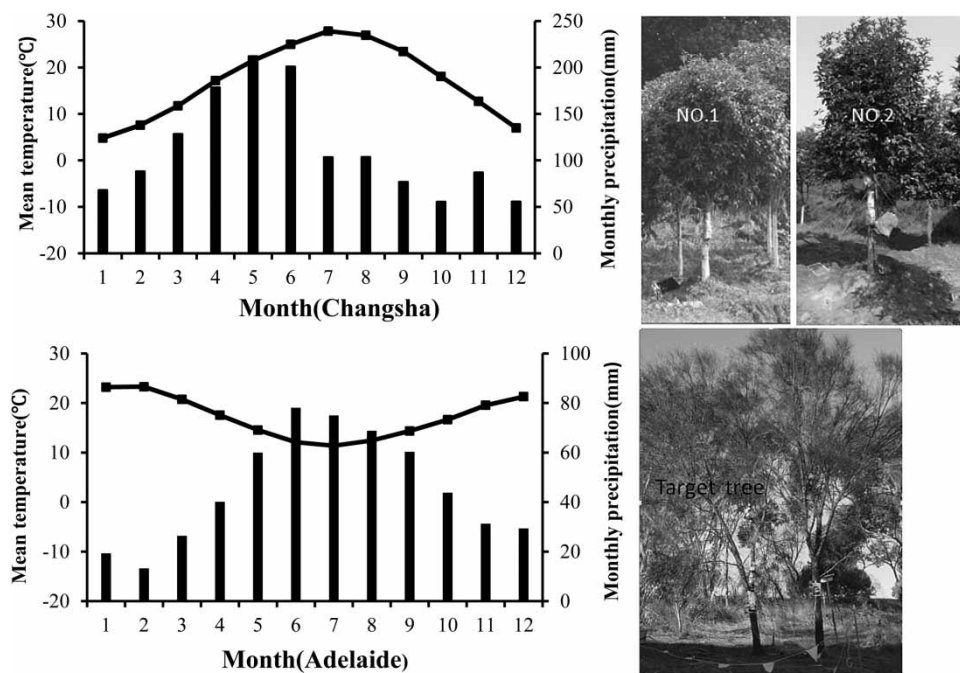 30
20
10
0
-10
-20
Mean temperature(°C)
250
200
150
100
50
0
Monthly precipitation(mm)
1 2 3 4 5 6 7 8 9 10 11 12
Month(Changsha)
NO.1
NO.2
30
20
10
0
-10
-20
Mean temperature(°C)
100
80
60
40
20
0
Monthly precipitation(mm)
1 2 3 4 5 6 7 8 9 10 11 12
Month(Adelaide)
Target tree